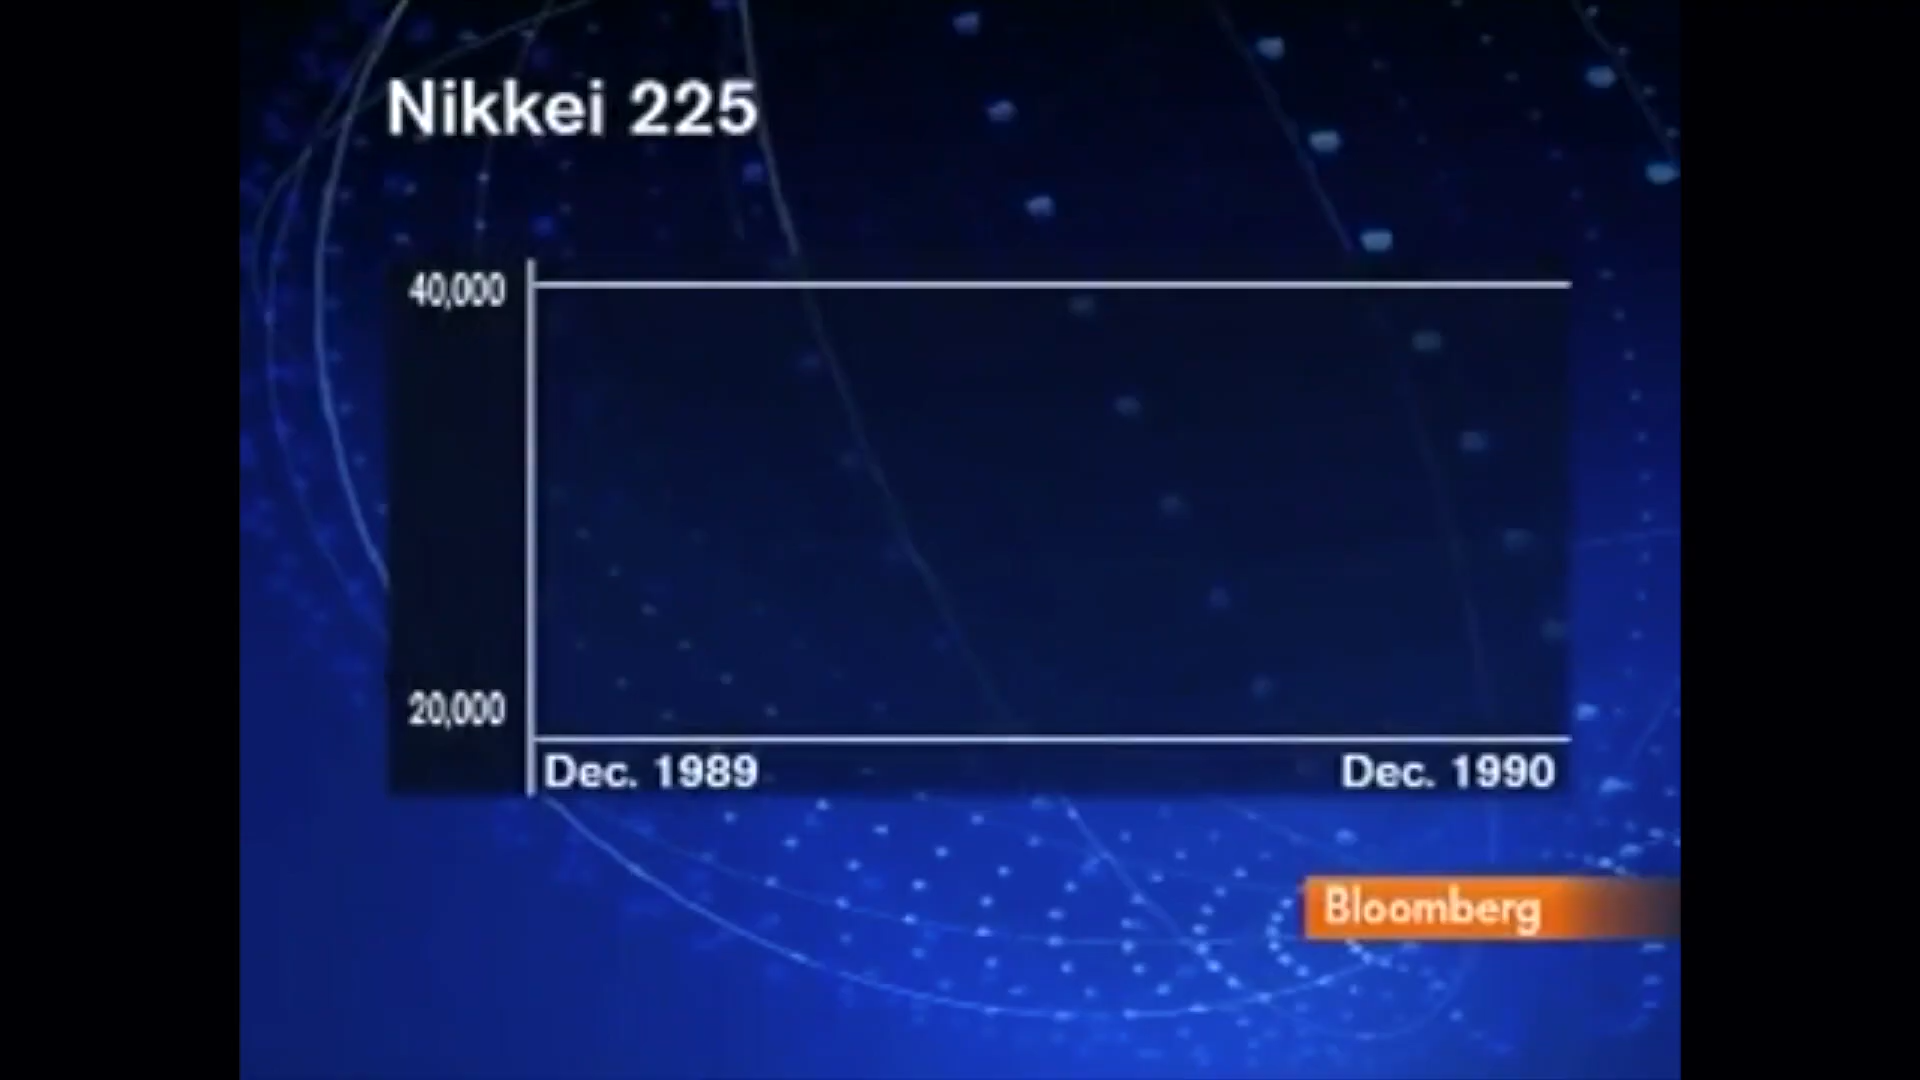 Nikkei 225
40,000
20,000
Dec. 1989 Dec. 1990
Bloomberg